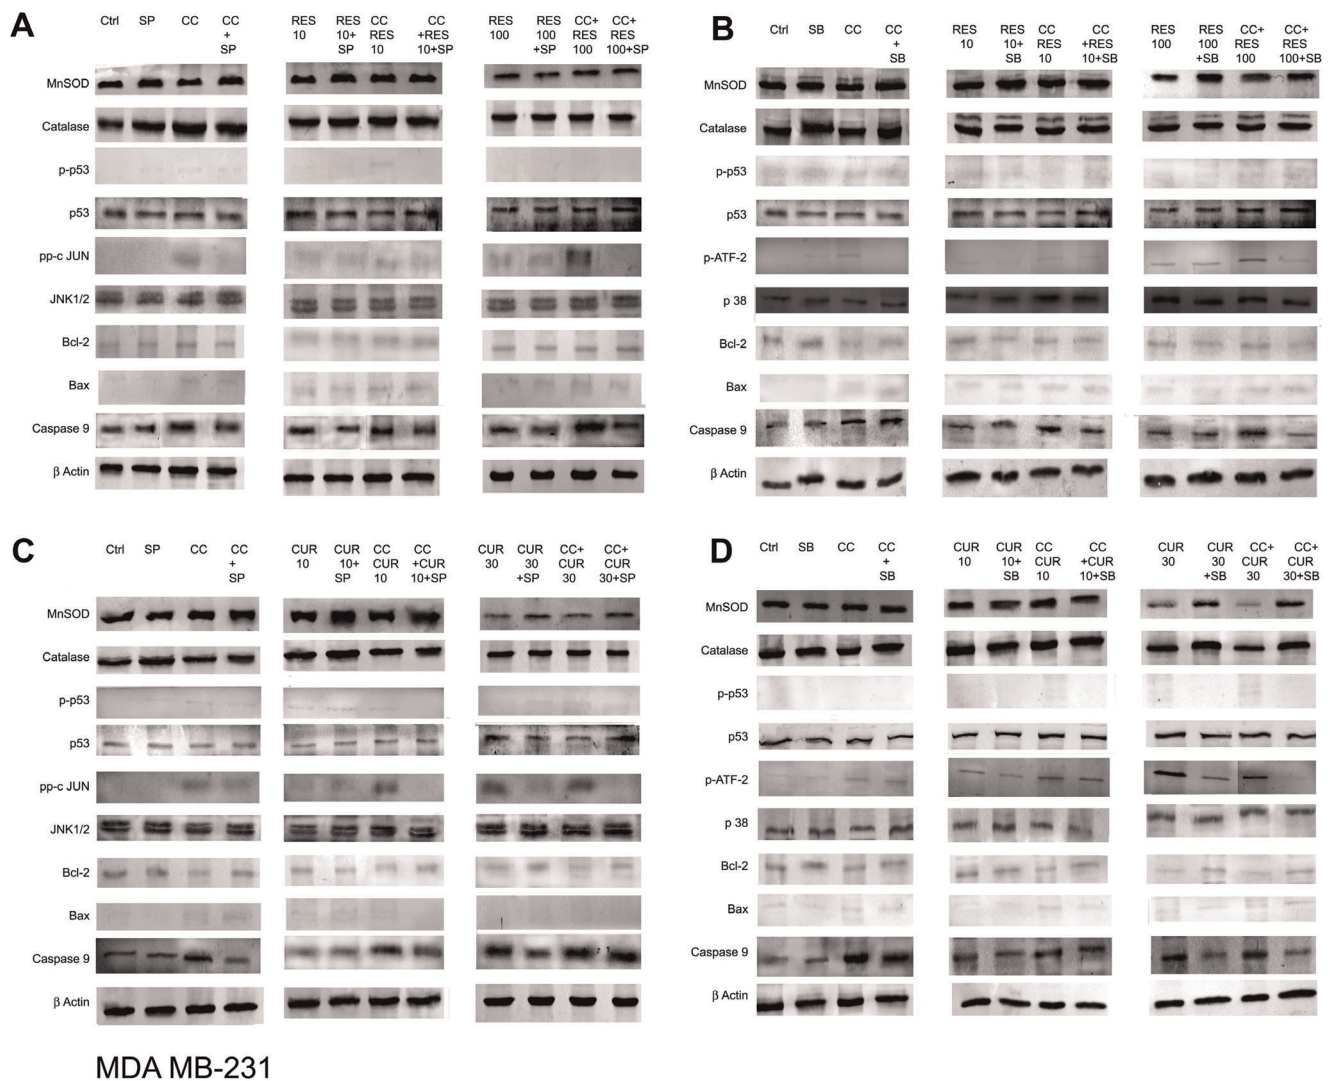 A
Ctrl SP CC CC + SP
RES 10 RES 10+ SP CC RES 10 CC +RES 10+SP
RES 100 RES 100 +SP CC+ RES 100 CC+ RES 100+SP
MnSOD
Catalase
p-p53
p53
pp-c JUN
JNK1/2
Bcl-2
Bax
Caspase 9
β Actin
B
Ctrl SB CC CC + SB
RES 10 RES 10+ SB CC RES 10 CC +RES 10+SB
RES 100 RES 100 +SB CC+ RES 100 CC+ RES 100+SB
MnSOD
Catalase
p-p53
p53
p-ATF-2
p 38
Bcl-2
Bax
Caspase 9
β Actin
C
Ctrl SP CC CC + SP
CUR 10 CUR 10+ SP CC CUR 10 CC +CUR 10+SP
CUR 30 CUR 30 +SP CC+ CUR 30 CC+ CUR 30+SP
MnSOD
Catalase
p-p53
p53
pp-c JUN
JNK1/2
Bcl-2
Bax
Caspase 9
β Actin
D
Ctrl SB CC CC + SB
CUR 10 CUR 10+ SB CC CUR 10 CC +CUR 10+SB
CUR 30 CUR 30 +SB CC+ CUR 30 CC+ CUR 30+SB
MnSOD
Catalase
p-p53
p53
p-ATF-2
p 38
Bcl-2
Bax
Caspase 9
β Actin
MDA MB-231